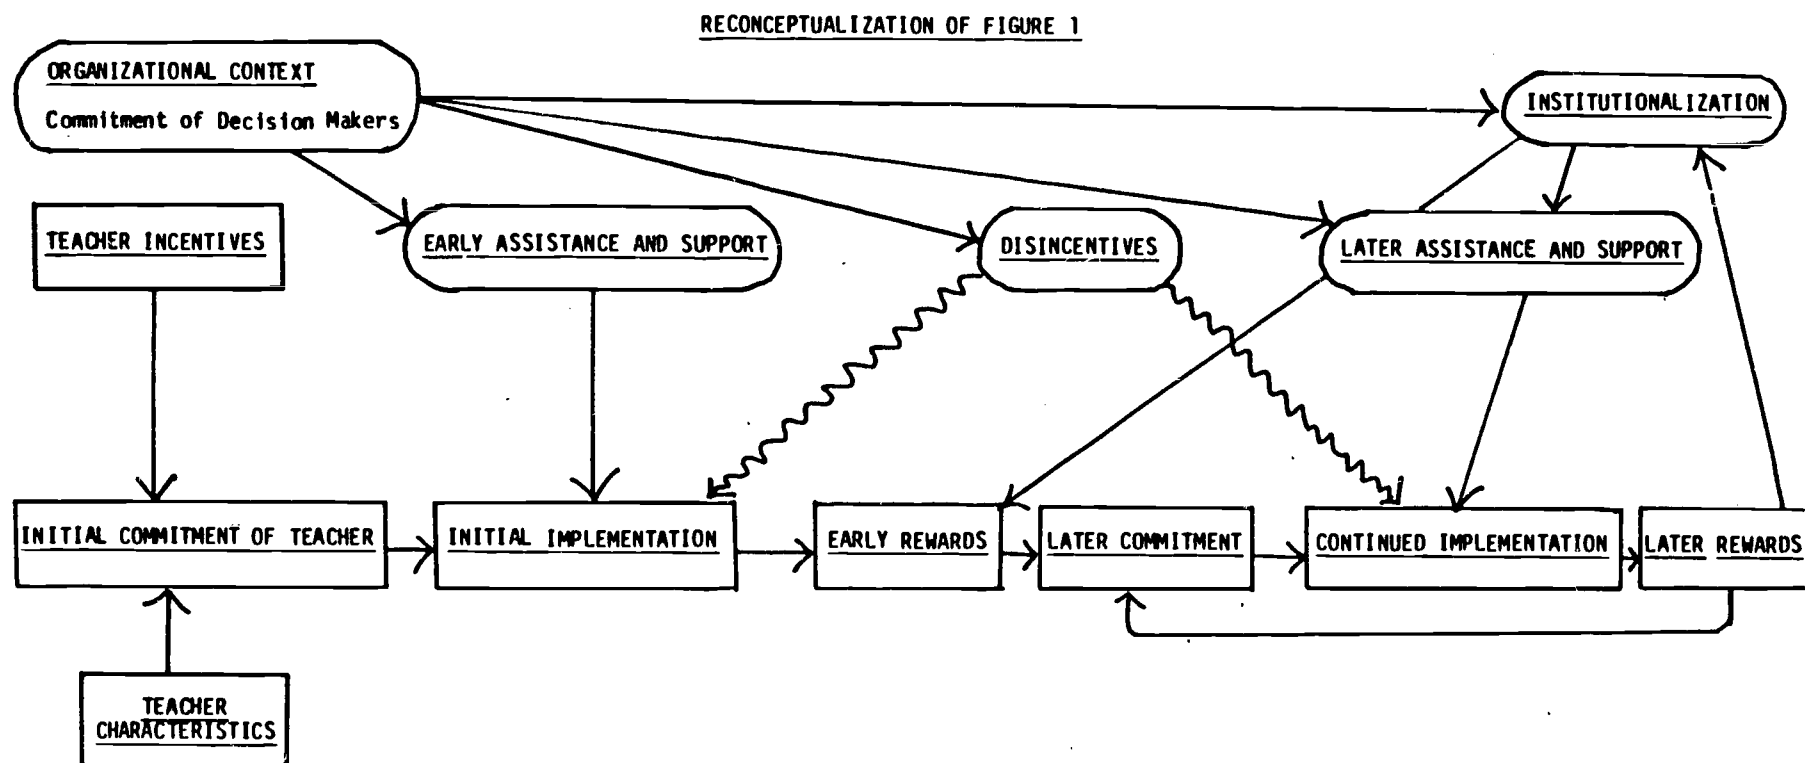 RECONCEPTUALIZATION OF FIGURE 1
ORGANIZATIONAL CONTEXT
Commitment of Decision Makers
INSTITUTIONALIZATION
TEACHER INCENTIVES
EARLY ASSISTANCE AND SUPPORT
DISINCENTIVES
LATER ASSISTANCE AND SUPPORT
INITIAL COMMITMENT OF TEACHER
INITIAL IMPLEMENTATION
EARLY REWARDS
LATER COMMITMENT
CONTINUED IMPLEMENTATION
LATER REWARDS
TEACHER
CHARACTERISTICS